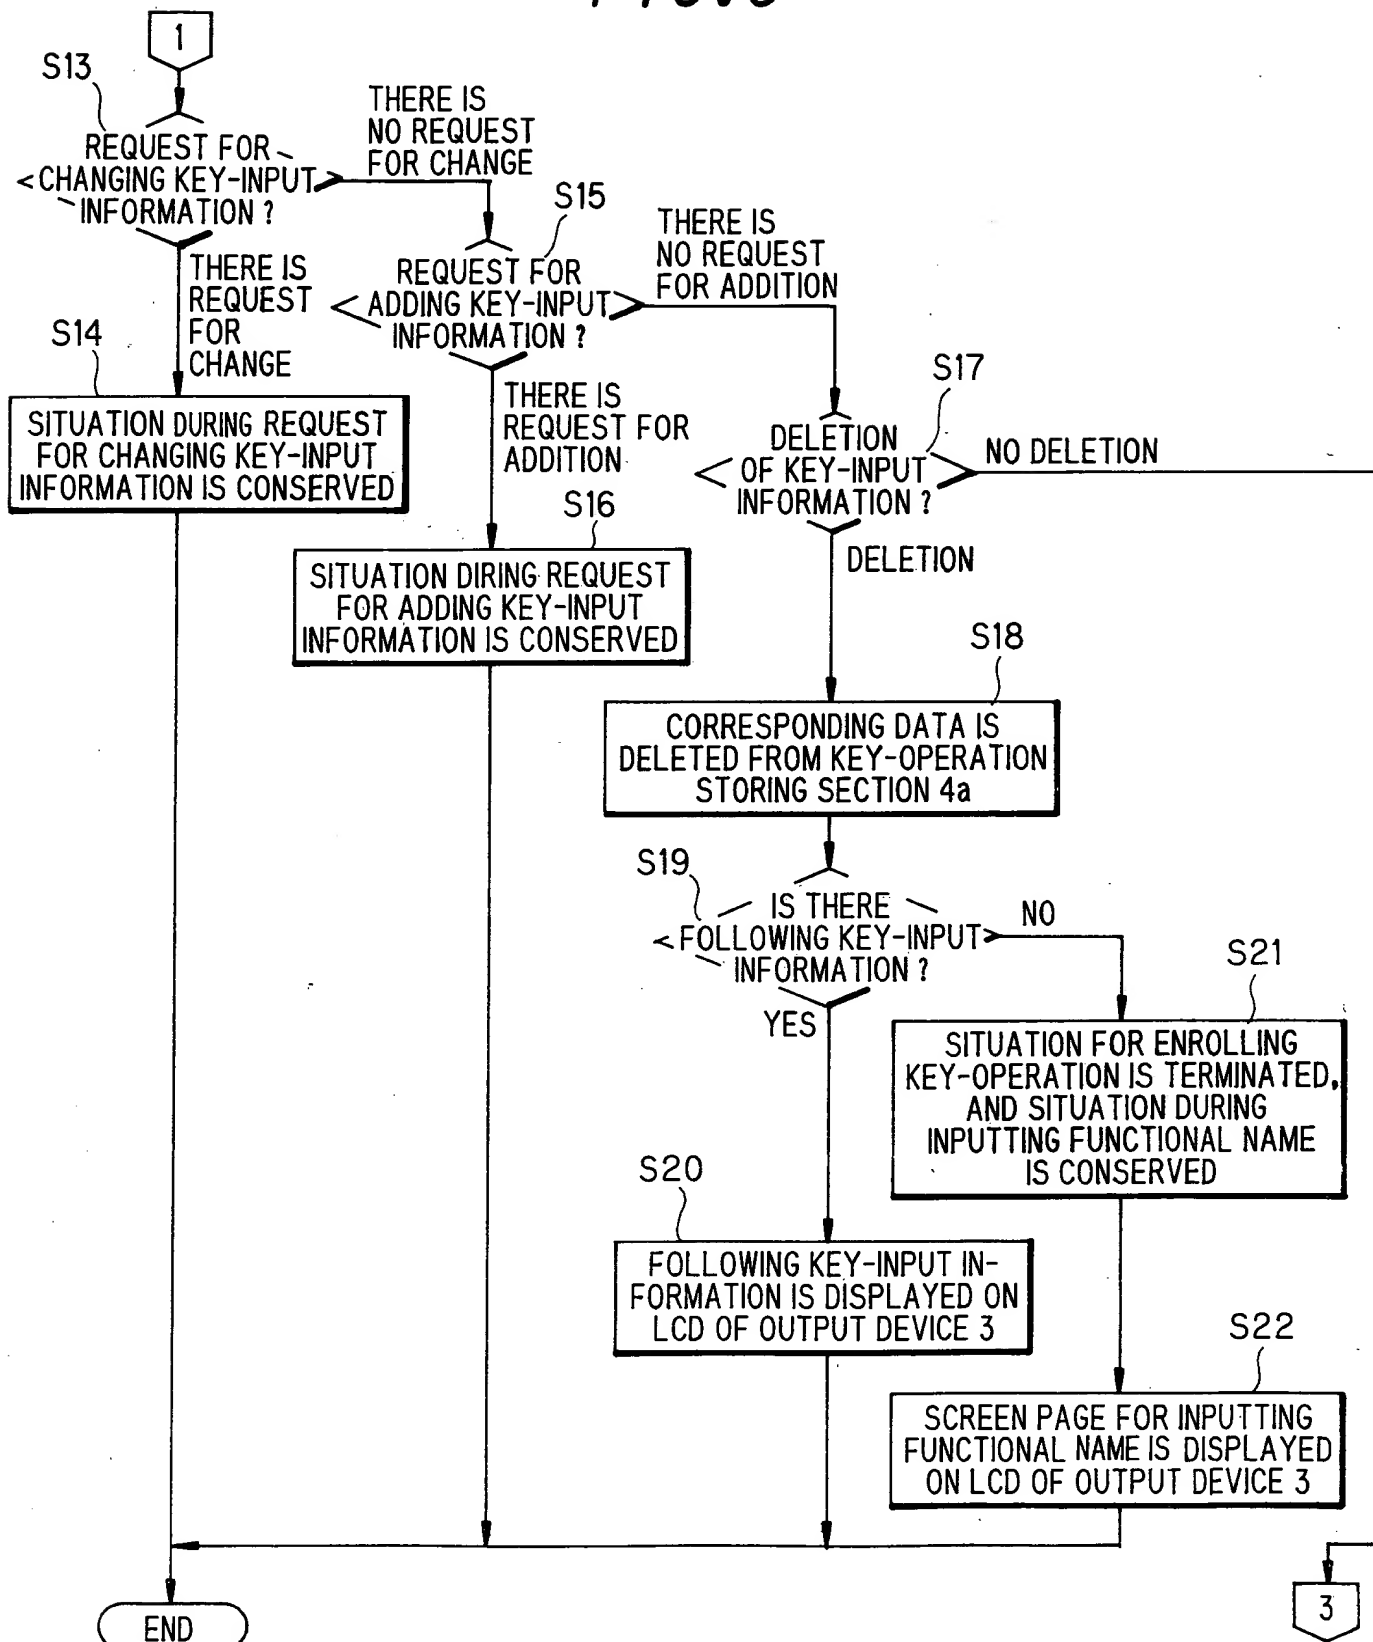 1
S13
REQUEST FOR
CHANGING KEY-INPUT
INFORMATION ?
THERE IS
NO REQUEST
FOR CHANGE
THERE IS
REQUEST
FOR
CHANGE
S14
SITUATION DURING REQUEST
FOR CHANGING KEY-INPUT
INFORMATION IS CONSERVED
S15
REQUEST FOR
ADDING KEY-INPUT
INFORMATION ?
THERE IS
NO REQUEST
FOR ADDITION
THERE IS
REQUEST FOR
ADDITION
S16
SITUATION DIRING REQUEST
FOR ADDING KEY-INPUT
INFORMATION IS CONSERVED
S17
DELETION
OF KEY-INPUT
INFORMATION ?
NO DELETION
DELETION
S18
CORRESPONDING DATA IS
DELETED FROM KEY-OPERATION
STORING SECTION 4a
S19
IS THERE
FOLLOWING KEY-INPUT
INFORMATION ?
NO
YES
S21
SITUATION FOR ENROLLING
KEY-OPERATION IS TERMINATED,
AND SITUATION DURING
INPUTTING FUNCTIONAL NAME
IS CONSERVED
S20
FOLLOWING KEY-INPUT IN-
FORMATION IS DISPLAYED ON
LCD OF OUTPUT DEVICE 3
S22
SCREEN PAGE FOR INPUTTING
FUNCTIONAL NAME IS DISPLAYED
ON LCD OF OUTPUT DEVICE 3
END
3